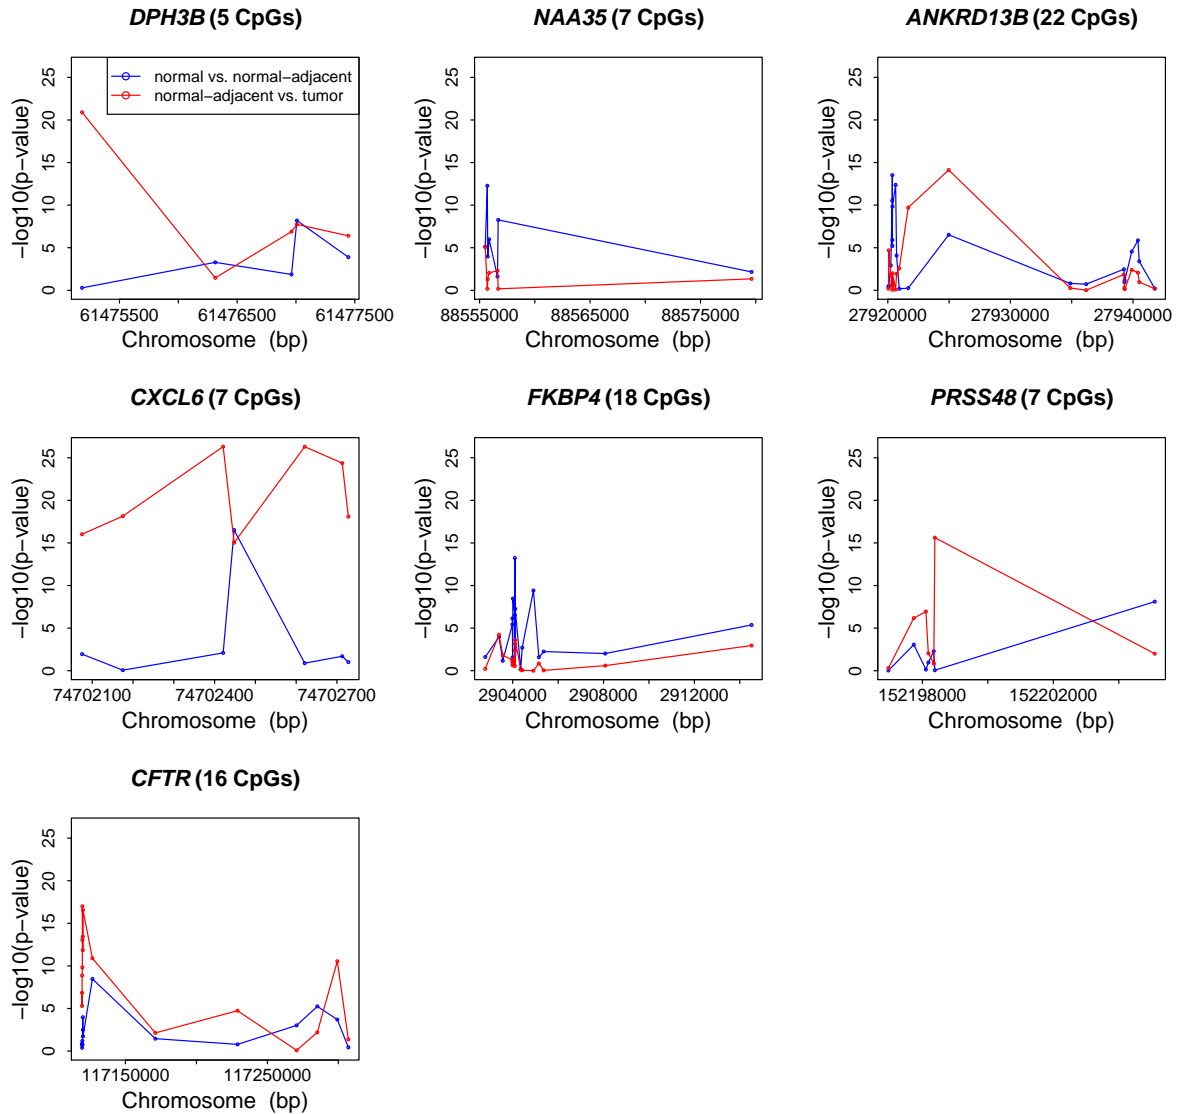 DPH3B (5 CpGs)
NAA35 (7 CpGs)
ANKRD13B (22 CpGs)
−log10(p−value)
0 5 10 15 20 25
normal vs. normal−adjacent
normal−adjacent vs. tumor
61475500 61476500 61477500
Chromosome (bp)
−log10(p−value)
0 5 10 15 20 25
88555000 88565000 88575000
Chromosome (bp)
−log10(p−value)
0 5 10 15 20 25
27920000 27930000 27940000
Chromosome (bp)
CXCL6 (7 CpGs)
FKBP4 (18 CpGs)
PRSS48 (7 CpGs)
−log10(p−value)
0 5 10 15 20 25
74702100 74702400 74702700
Chromosome (bp)
−log10(p−value)
0 5 10 15 20 25
2904000 2908000 2912000
Chromosome (bp)
−log10(p−value)
0 5 10 15 20 25
152198000 152202000
Chromosome (bp)
CFTR (16 CpGs)
−log10(p−value)
0 5 10 15 20 25
117150000 117250000
Chromosome (bp)